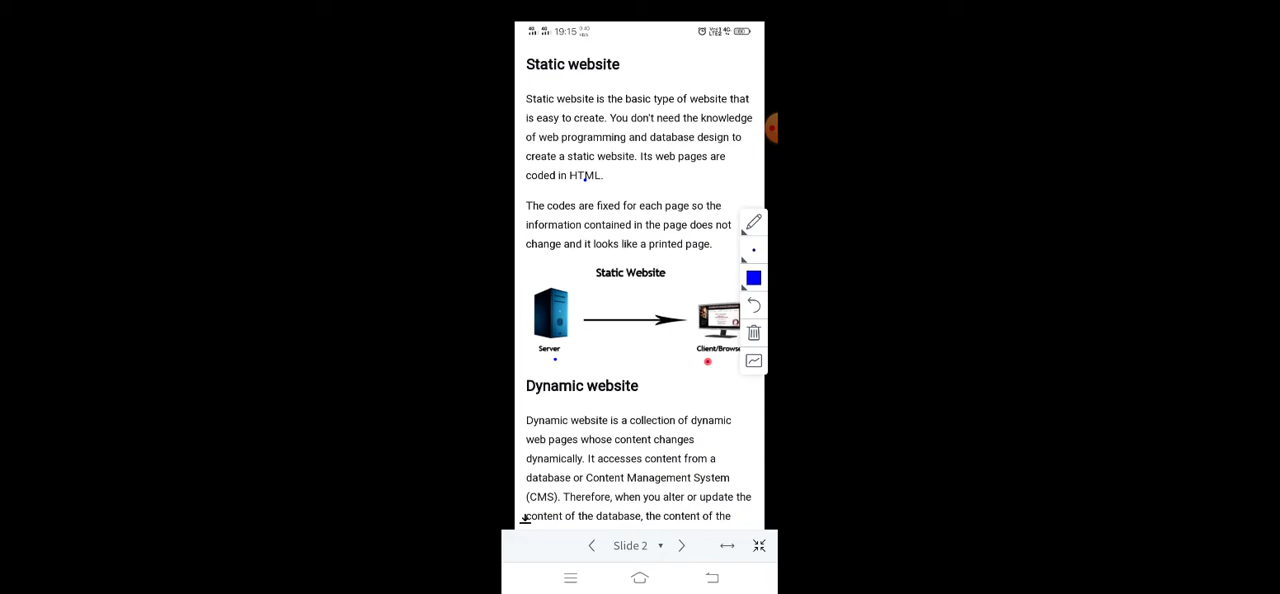 19:15
Static website
Static website is the basic type of website that
is easy to create. You don't need the knowledge
of web programming and database design to
create a static website. Its web pages are
coded in HTML.
The codes are fixed for each page so the
information contained in the page does not
change and it looks like a printed page.
Static Website
Server
Client/Browse
Dynamic website
Dynamic website is a collection of dynamic
web pages whose content changes
dynamically. It accesses content from a
database or Content Management System
(CMS). Therefore, when you alter or update the
content of the database, the content of the
Slide 2